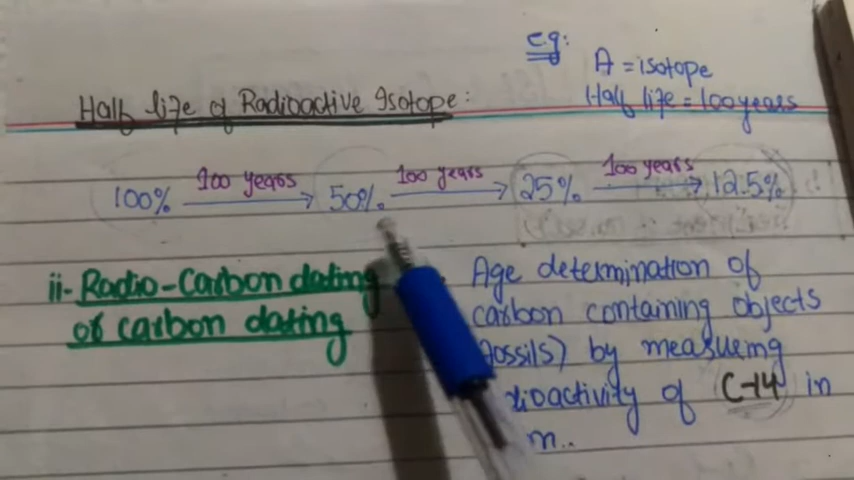 e.g:
A = isotope
Half life = 100 years
Half life of Radioactive Isotope:
100% 100 years → 50% 100 years → 25% 100 years → 12.5%
ii- Radio-Carbon dating
or carbon dating
Age determination of
carbon containing objects
fossils) by measuring
dioactivity of C-14 in
m..